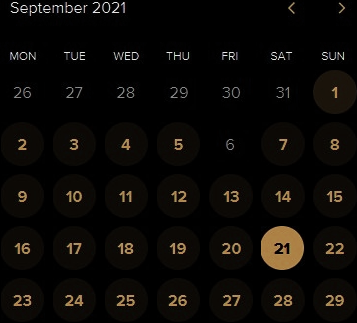 September 2021
MON TUE WED THU FRI SAT SUN
26 27 28 29 30 31 1
2 3 4 5 6 7 8
9 10 11 12 13 14 15
16 17 18 19 20 21 22
23 24 25 26 27 28 29